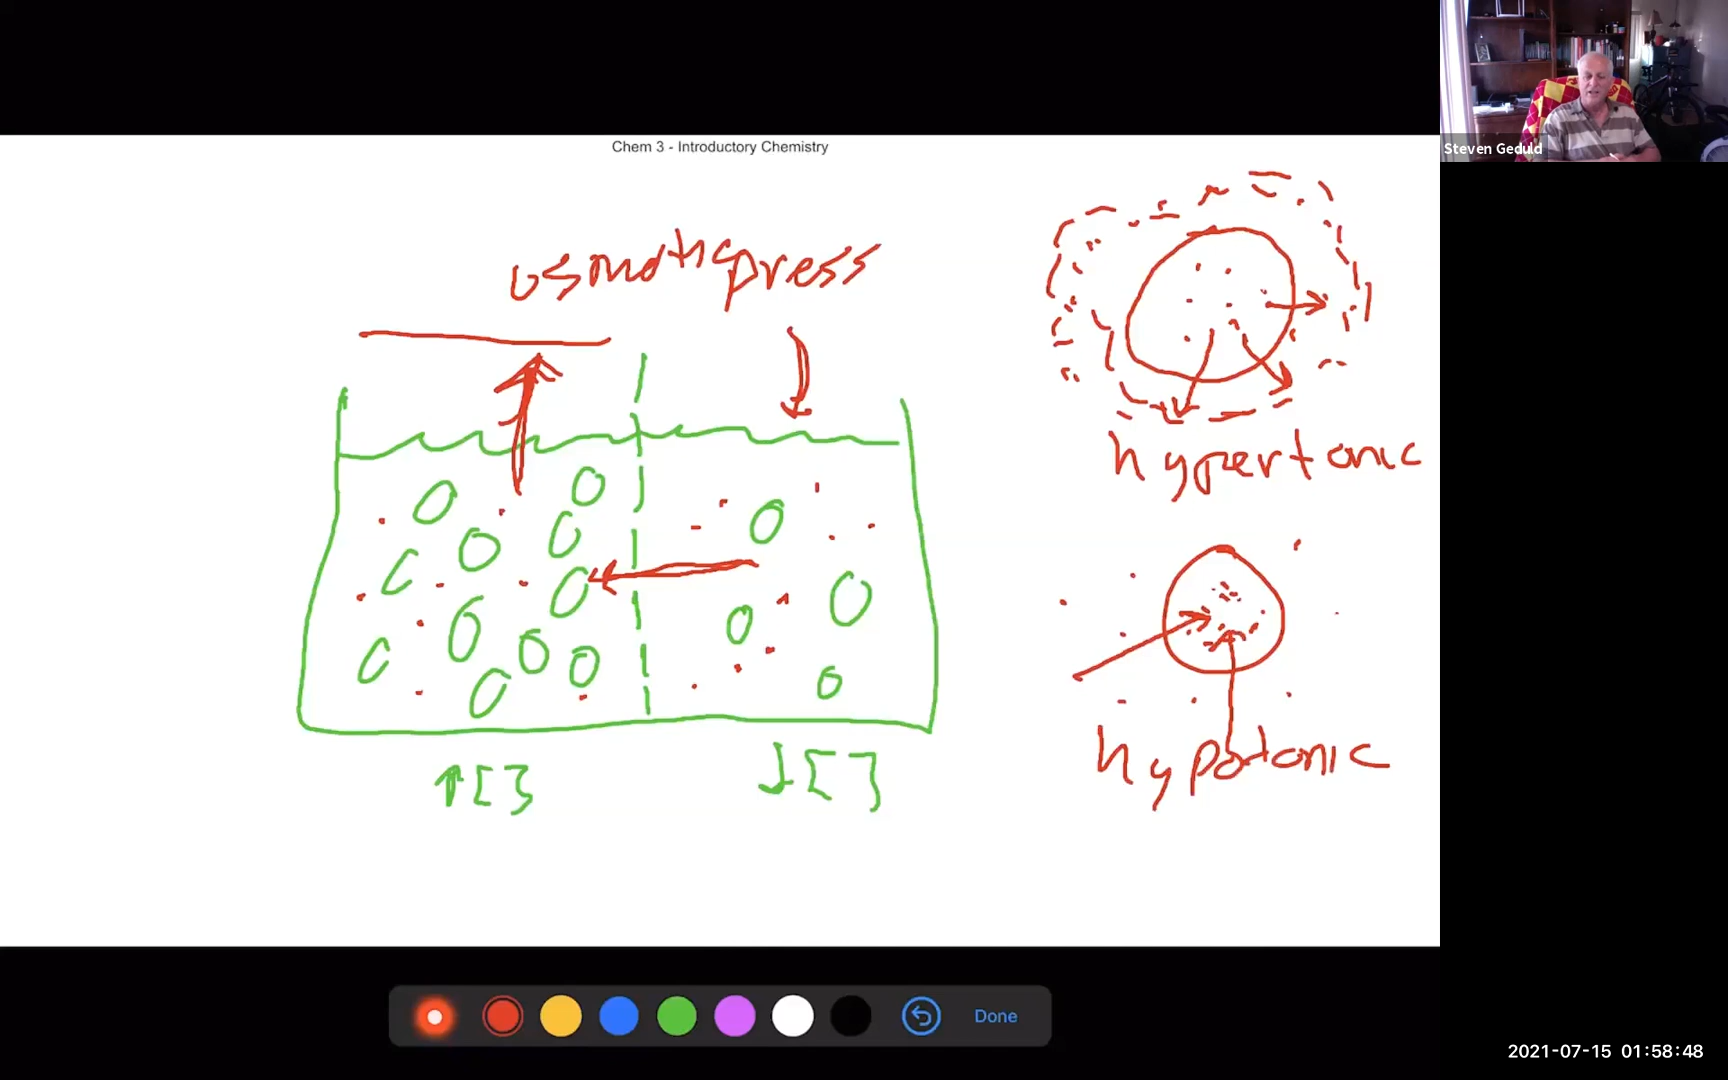 Chem 3 - Introductory Chemistry
Steven Geduld
osmotic press
hypertonic
hypotonic
↑[ ]
↓[ ]
Done
2021-07-15 01:58:48